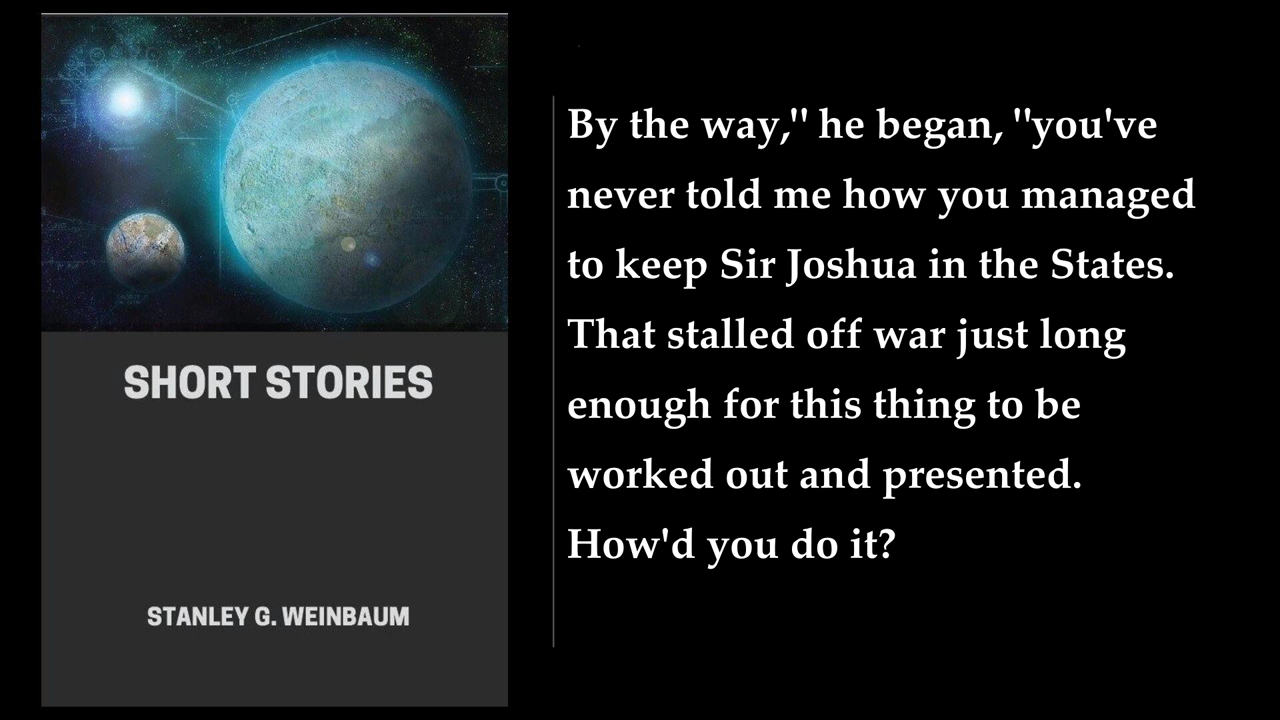 SHORT STORIES
STANLEY G. WEINBAUM
By the way," he began, "you've
never told me how you managed
to keep Sir Joshua in the States.
That stalled off war just long
enough for this thing to be
worked out and presented.
How'd you do it?